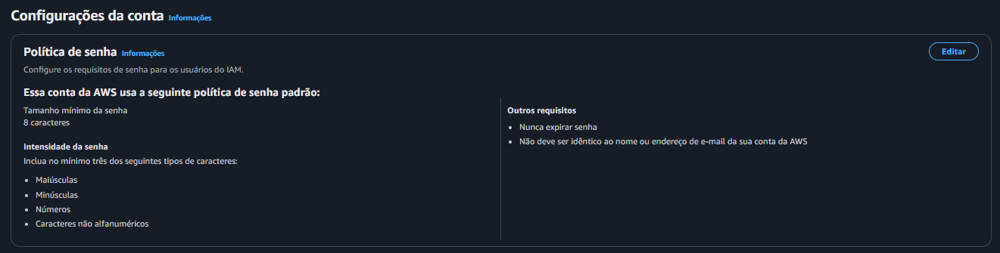 Configurações da conta Informações
Política de senha Informações
Editar
Configure os requisitos de senha para os usuários do IAM.
Essa conta da AWS usa a seguinte política de senha padrão:
Tamanho mínimo da senha
8 caracteres
Intensidade da senha
Inclua no mínimo três dos seguintes tipos de caracteres:
• Maiúsculas
• Minúsculas
• Números
• Caracteres não alfanuméricos
Outros requisitos
• Nunca expirar senha
• Não deve ser idêntico ao nome ou endereço de e-mail da sua conta da AWS